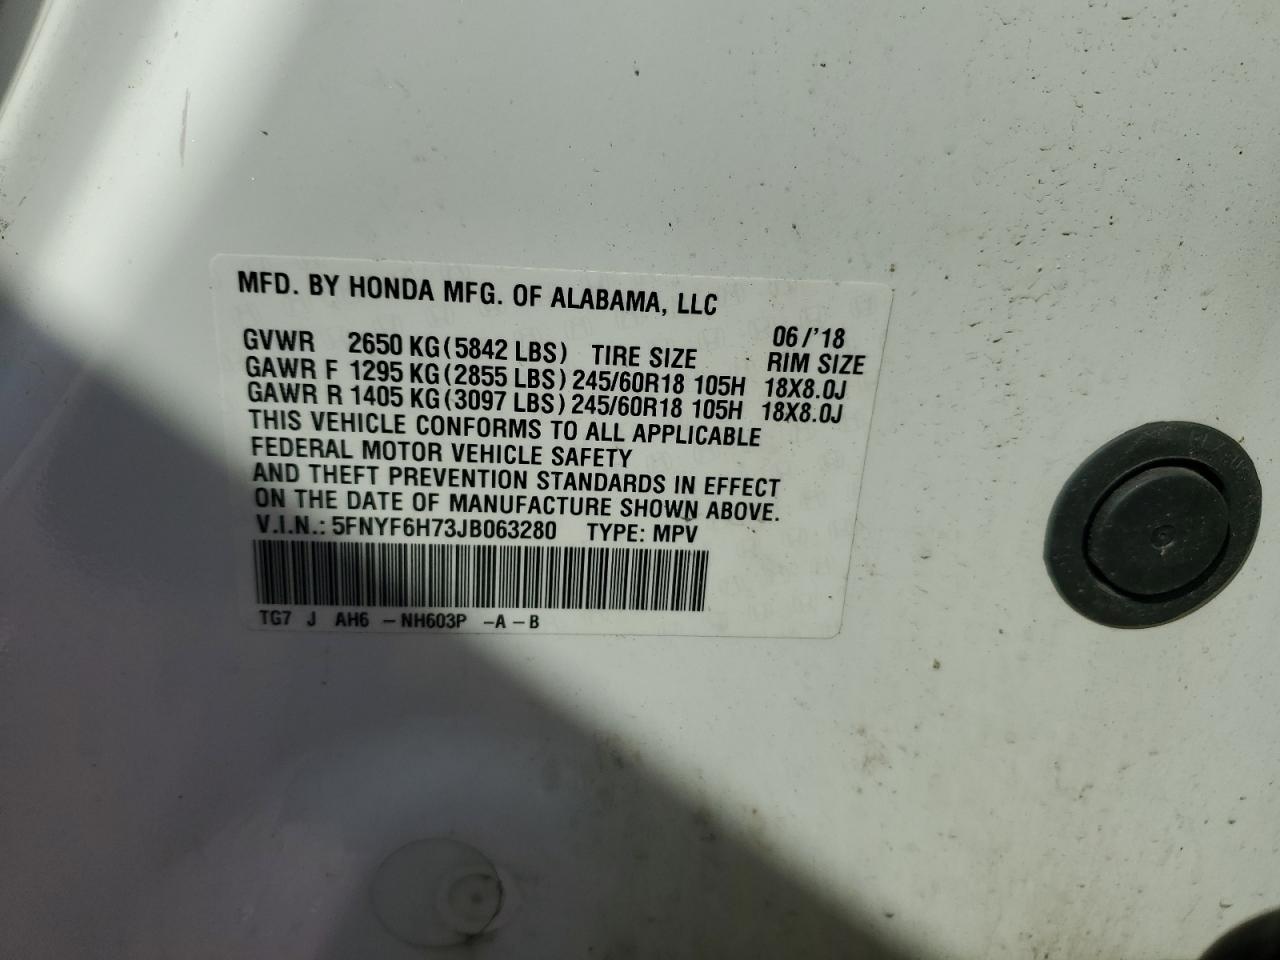 MFD. BY HONDA MFG. OF ALABAMA, LLC
06/'18
GVWR 2650 KG(5842 LBS) TIRE SIZE RIM SIZE
GAWR F 1295 KG(2855 LBS) 245/60R18 105H 18X8.0J
GAWR R 1405 KG(3097 LBS) 245/60R18 105H 18X8.0J
THIS VEHICLE CONFORMS TO ALL APPLICABLE
FEDERAL MOTOR VEHICLE SAFETY
AND THEFT PREVENTION STANDARDS IN EFFECT
ON THE DATE OF MANUFACTURE SHOWN ABOVE.
V.I.N.: 5FNYF6H73JB063280 TYPE: MPV
TG7 J AH6 -NH603P -A-B